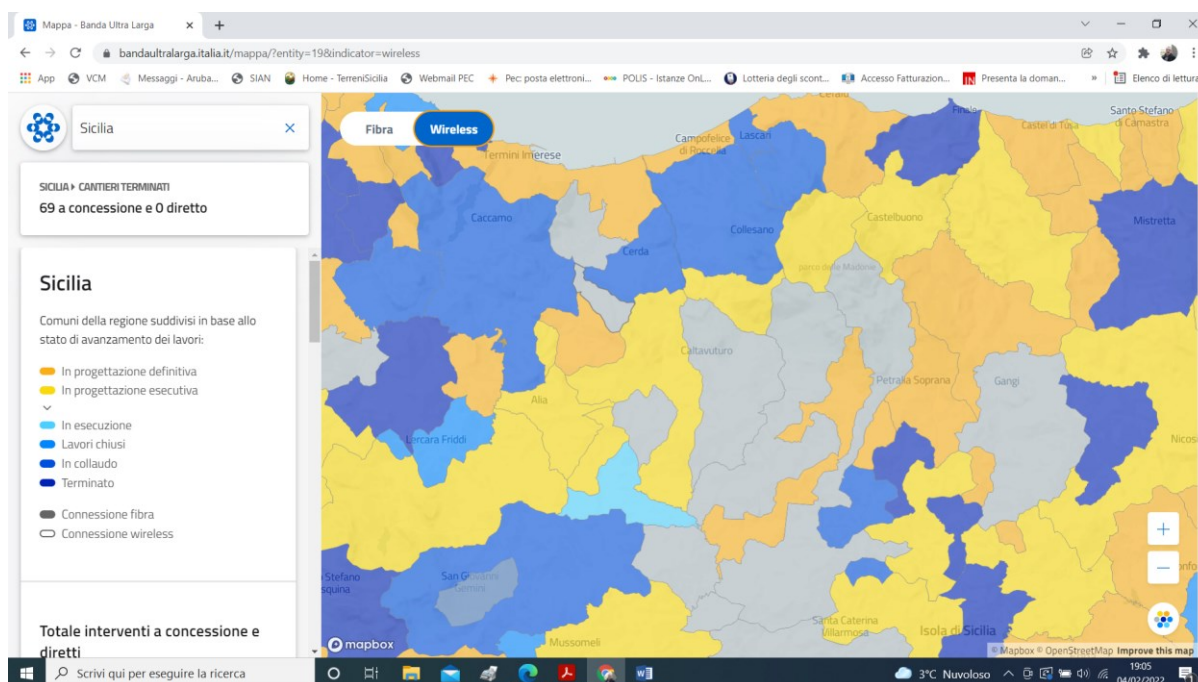 Mappa - Banda Ultra Larga
bandaultralarga.italia.it/mappa/?entity=19&indicator=wireless
App
VCM
Messaggi - Aruba...
SIAN
Home - TerreniSicilia
Webmail PEC
Pec: posta elettroni...
POLIS - Istanze OnL...
Lotteria degli scont...
Accesso Fatturazion...
Presenta la doman...
»
Elenco di lettura
Sicilia
SICILIA › CANTIERI TERMINATI
69 a concessione e 0 diretto
Sicilia
Comuni della regione suddivisi in base allo
stato di avanzamento dei lavori:
In progettazione definitiva
In progettazione esecutiva
In esecuzione
Lavori chiusi
In collaudo
Terminato
Connessione fibra
Connessione wireless
Totale interventi a concessione e
diretti
Fibra
Wireless
Cefalù
Finale
Santo Stefano
di Camastra
Castel di Tusa
Campofelice
di Roccella
Lascari
Termini Imerese
Caccamo
Castelbuono
Mistretta
Collesano
Cerda
parco delle Madonie
Caltavuturo
Petralia Soprana
Gangi
Alia
Lercara Friddi
San Giovanni
Gemini
Santa Caterina
Villarmosa
Isola di Sicilia
Mussomeli
mapbox
© Mapbox © OpenStreetMap Improve this map
Scrivi qui per eseguire la ricerca
3°C Nuvoloso
19:05
04/02/2022